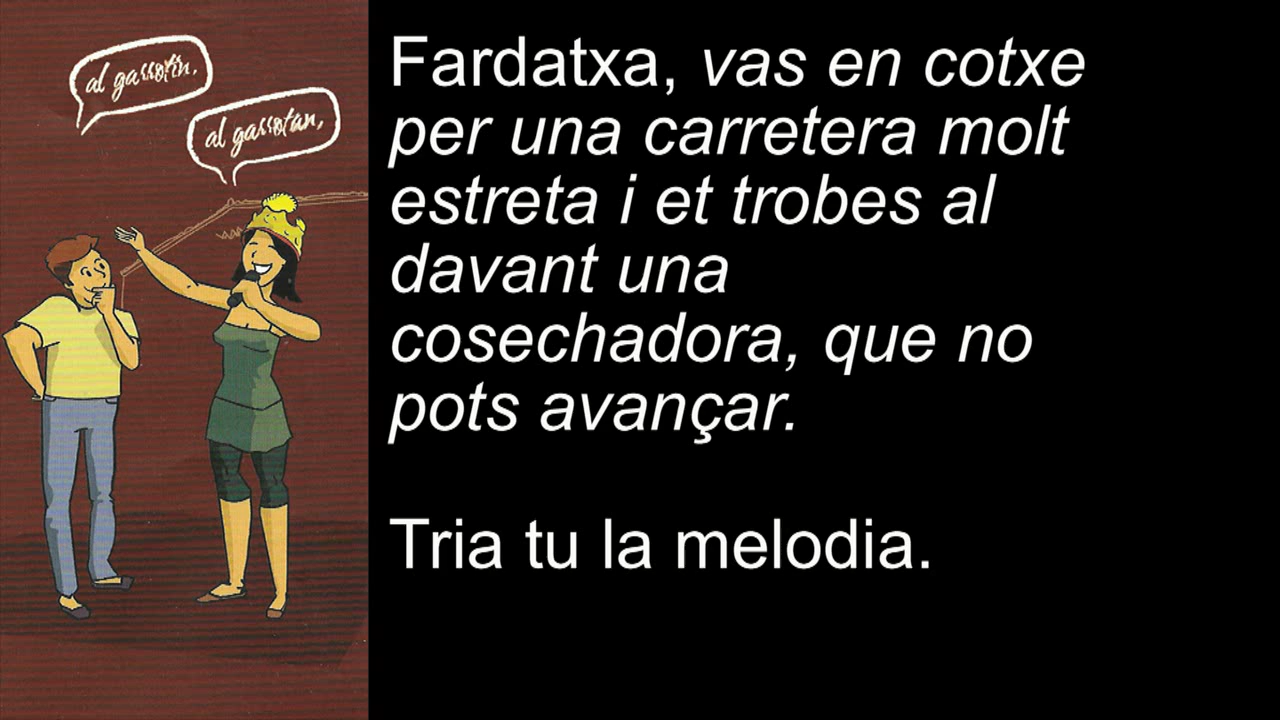 al gassotín,
al gassotan,
Fardatxa, vas en cotxe
per una carretera molt
estreta i et trobes al
davant una
cosechadora, que no
pots avançar.
Tria tu la melodia.